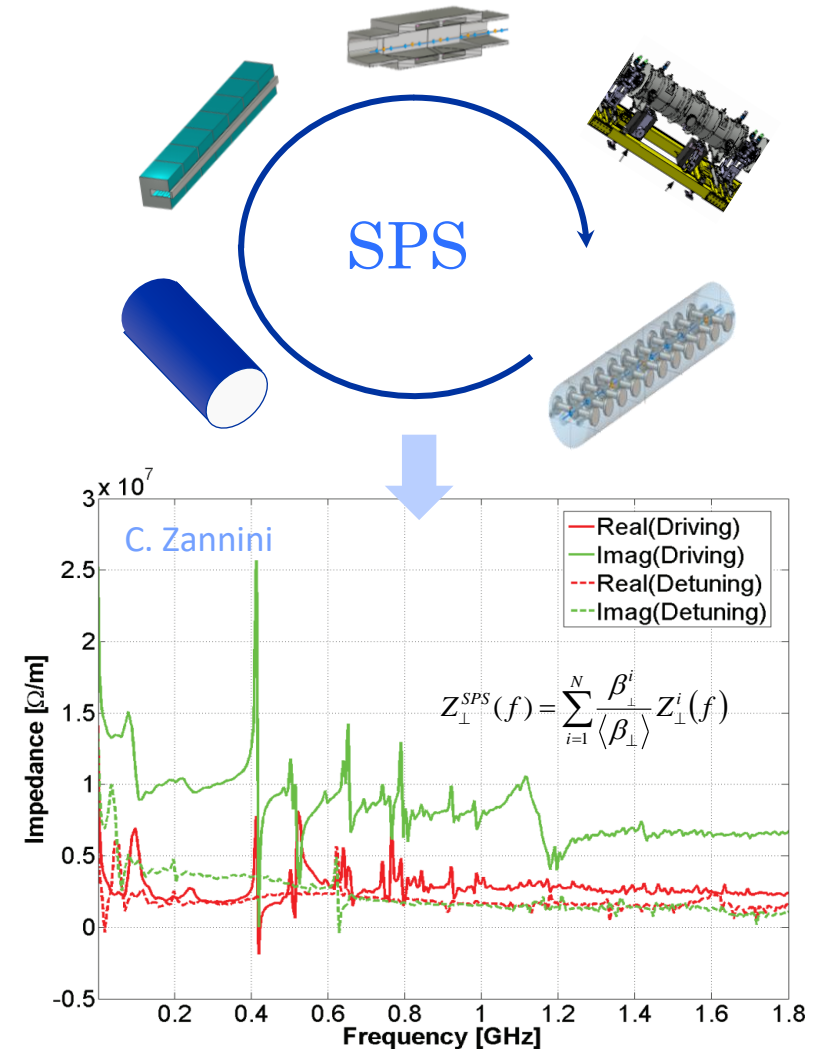 SPS
x 10^7
C. Zannini
Real(Driving)
Imag(Driving)
Real(Detuning)
Imag(Detuning)
3
2.5
2
1.5
1
0.5
0
-0.5
Impedance [Ω/m]
Z_⊥^{SPS}(f) = \sum_{i=1}^{N} \frac{β_⊥^i}{⟨β_⊥⟩} Z_⊥^i(f)
0.2 0.4 0.6 0.8 1 1.2 1.4 1.6 1.8
Frequency [GHz]